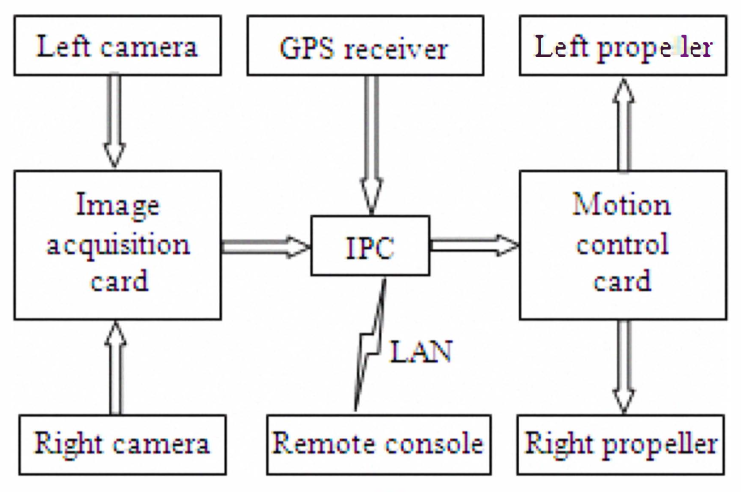 Left camera
GPS receiver
Left propeller
Image
acquisition
card
IPC
Motion
control
card
LAN
Right camera
Remote console
Right propeller